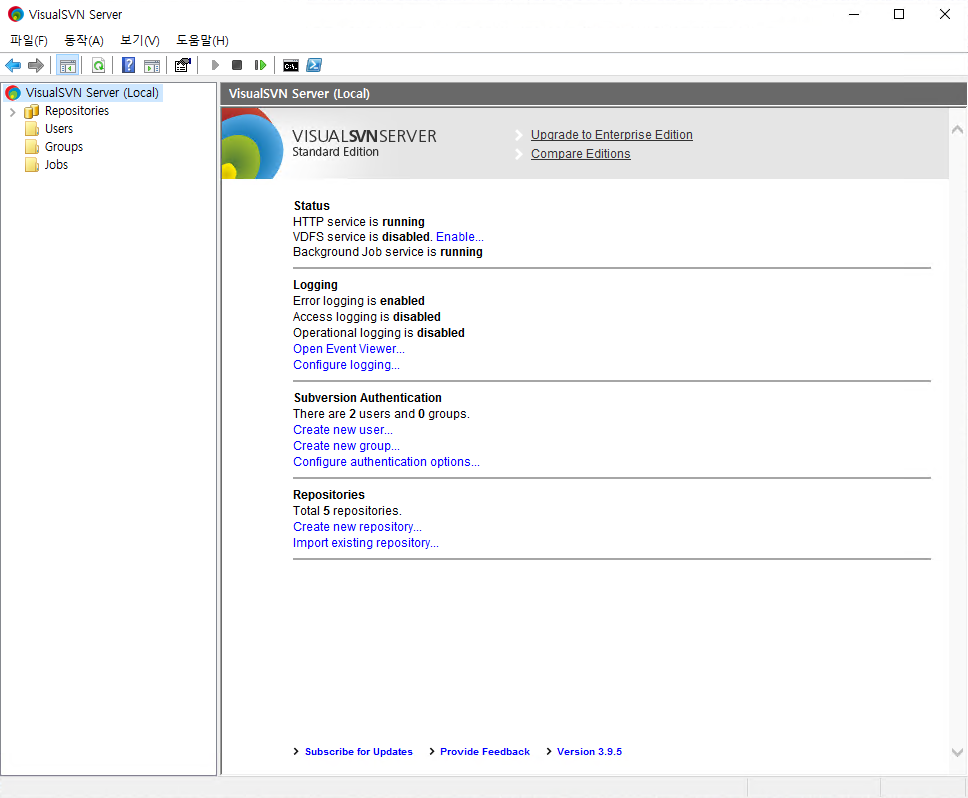 VisualSVN Server
파일(F) 동작(A) 보기(V) 도움말(H)
C:\.
VisualSVN Server (Local)
Repositories
Users
Groups
Jobs
VisualSVN Server (Local)
VISUALSVNSERVER
Standard Edition
Upgrade to Enterprise Edition
Compare Editions
Status
HTTP service is running
VDFS service is disabled. Enable...
Background Job service is running
Logging
Error logging is enabled
Access logging is disabled
Operational logging is disabled
Open Event Viewer...
Configure logging...
Subversion Authentication
There are 2 users and 0 groups.
Create new user...
Create new group...
Configure authentication options...
Repositories
Total 5 repositories.
Create new repository...
Import existing repository...
Subscribe for Updates Provide Feedback Version 3.9.5